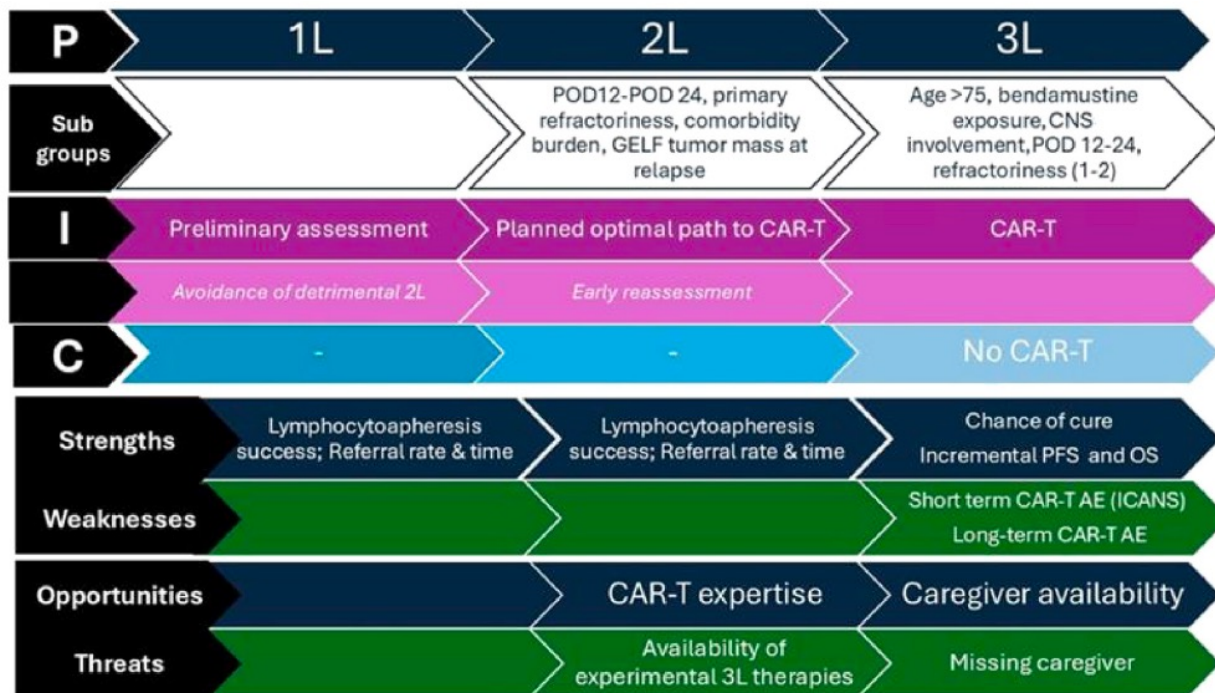 P
1L
2L
3L
Sub
groups
POD12-POD 24, primary
refractoriness, comorbidity
burden, GELF tumor mass at
relapse
Age >75, bendamustine
exposure, CNS
involvement, POD 12-24,
refractoriness (1-2)
I
Preliminary assessment
Planned optimal path to CAR-T
CAR-T
Avoidance of detrimental 2L
Early reassessment
C
-
-
No CAR-T
Strengths
Lymphocytoapheresis
success; Referral rate & time
Lymphocytoapheresis
success; Referral rate & time
Chance of cure
Incremental PFS and OS
Weaknesses
Short term CAR-T AE (ICANS)
Long-term CAR-T AE
Opportunities
CAR-T expertise
Caregiver availability
Threats
Availability of
experimental 3L therapies
Missing caregiver